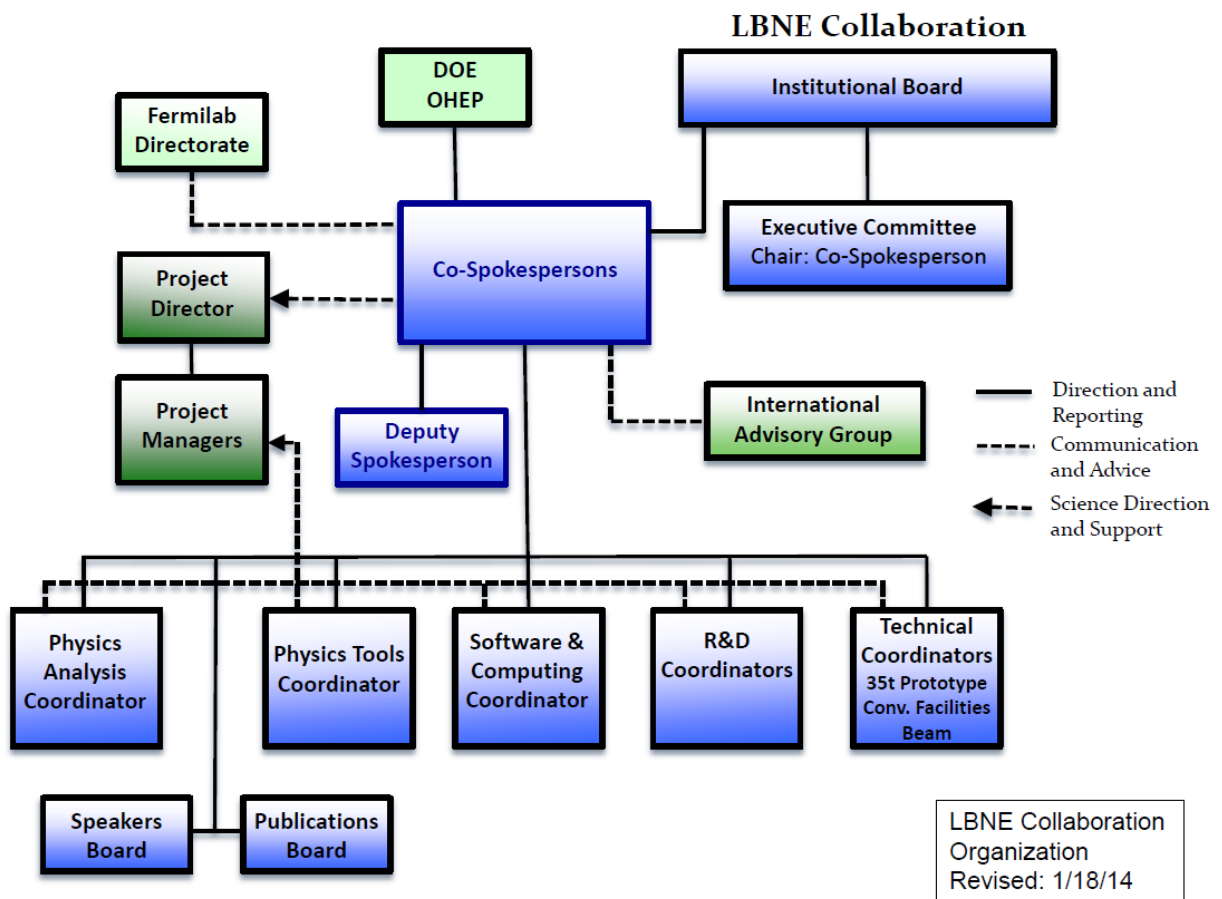 LBNE Collaboration
DOE
OHEP
Institutional Board
Fermilab
Directorate
Executive Committee
Chair: Co-Spokesperson
Co-Spokespersons
Project
Director
Project
Managers
Deputy
Spokesperson
International
Advisory Group
Direction and
Reporting
Communication
and Advice
Science Direction
and Support
Physics
Analysis
Coordinator
Physics Tools
Coordinator
Software &
Computing
Coordinator
R&D
Coordinators
Technical
Coordinators
35t Prototype
Conv. Facilities
Beam
Speakers
Board
Publications
Board
LBNE Collaboration
Organization
Revised: 1/18/14